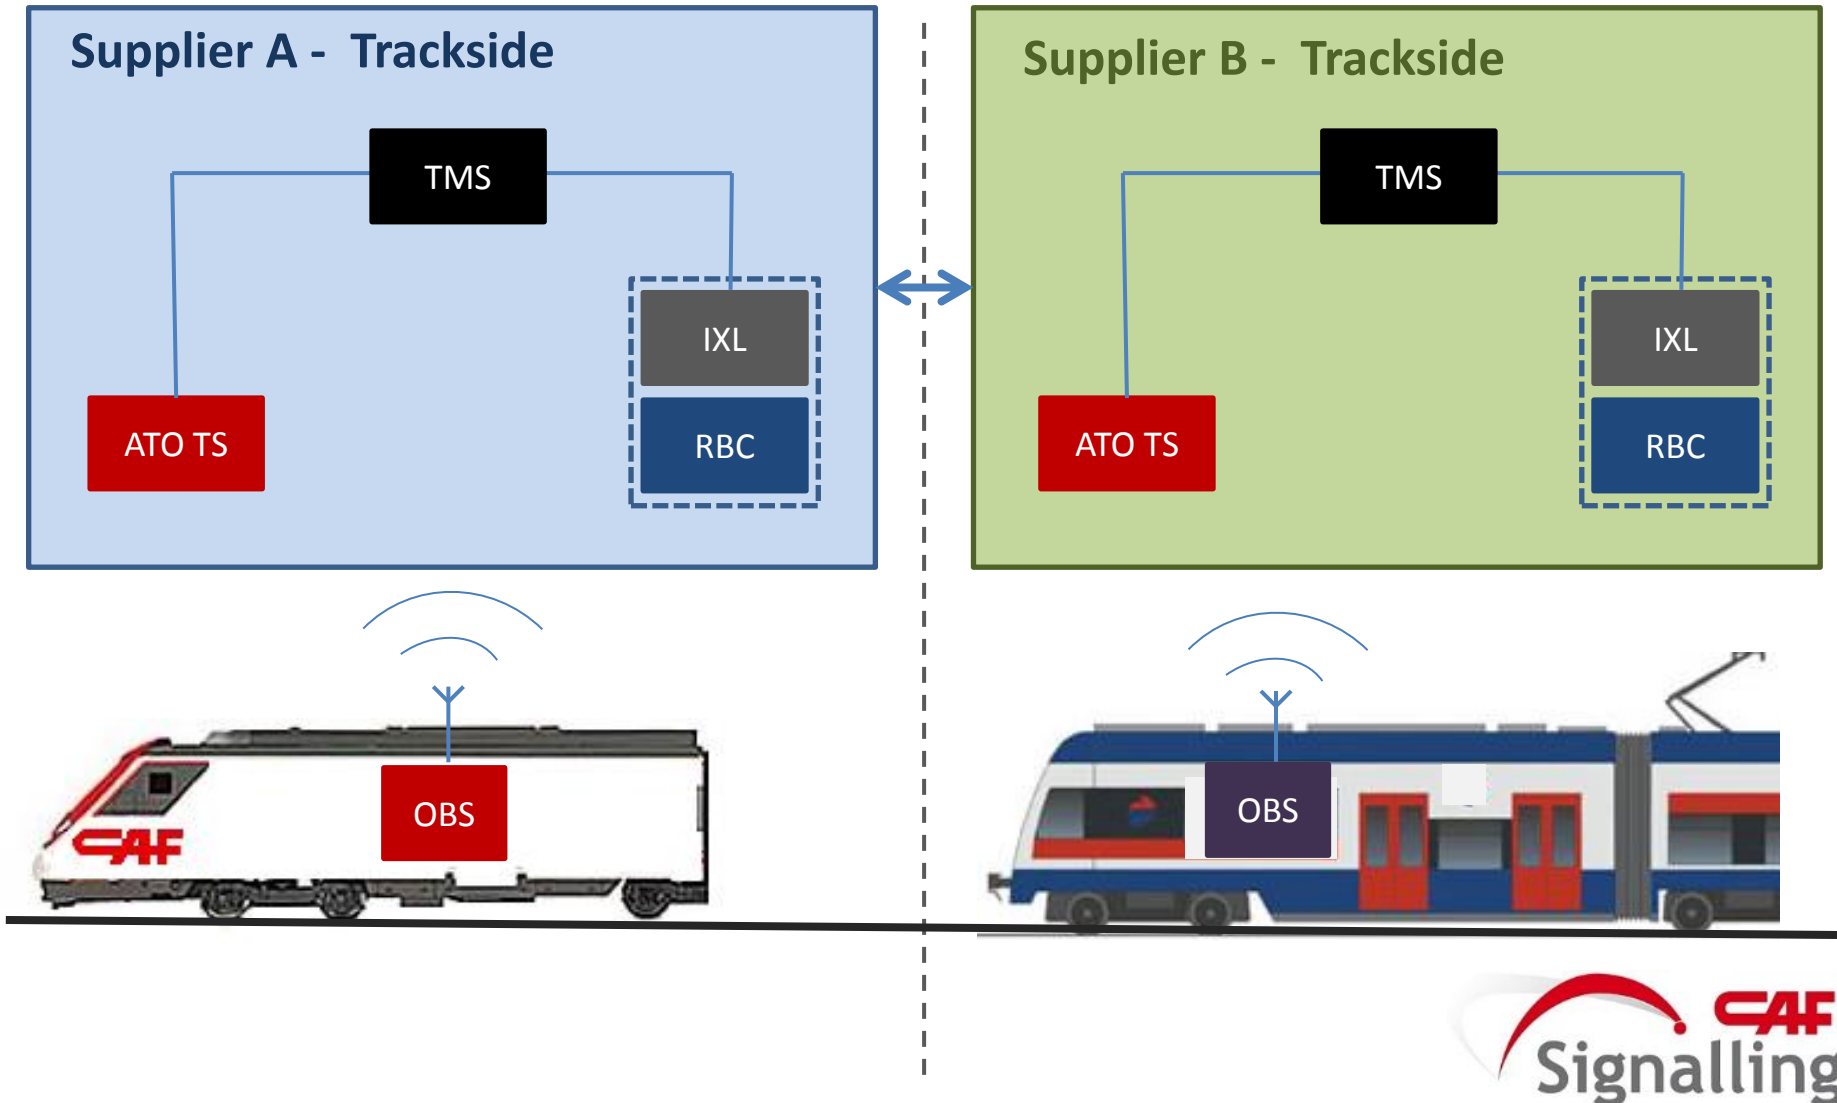 Supplier A - Trackside
TMS
IXL
ATO TS
RBC
Supplier B - Trackside
TMS
IXL
ATO TS
RBC
OBS
CAF
OBS
CAF
Signalling